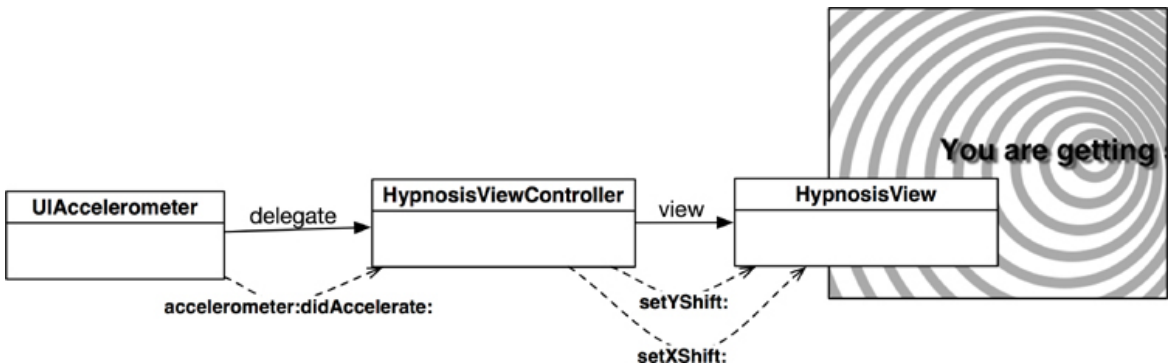 You are getting
UIAccelerometer
delegate
HypnosisViewController
view
HypnosisView
accelerometer:didAccelerate:
setYShift:
setXShift: